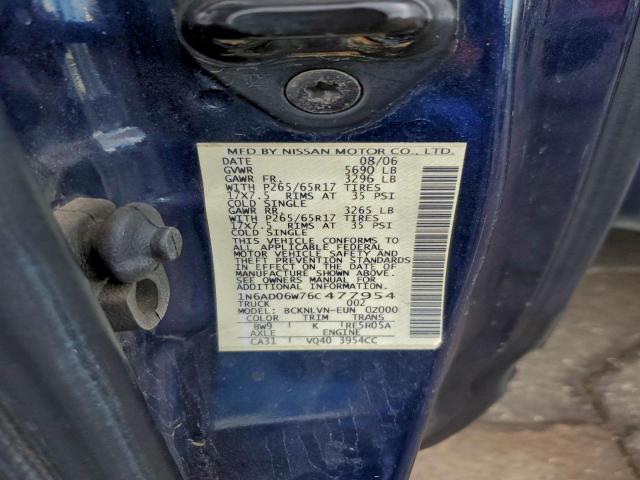 MFD BY NISSAN MOTOR CO., LTD.
DATE 08/06
GVWR 5690 LB
GAWR FR. 3296 LB
WITH P265/65R17 TIRES
17X7.5 RIMS AT 35 PSI
COLD SINGLE
GAWR RR 3265 LB
WITH P265/65R17 TIRES
17X7.5 RIMS AT 35 PSI
COLD SINGLE
THIS VEHICLE CONFORMS TO
ALL APPLICABLE FEDERAL
MOTOR VEHICLE SAFETY AND
THEFT PREVENTION STANDARDS
IN EFFECT ON THE DATE OF
MANUFACTURE SHOWN ABOVE.
SEE OWNER'S MANUAL FOR
ADDITIONAL INFORMATION.
1N6AD06W76C477954
TRUCK 00Z
MODEL: BCKNLVN-EUN 0Z000
COLOR TRIM TRANS
BW9 K RE5R05A
AXLE ENGINE
CA31 VQ40 3954CC